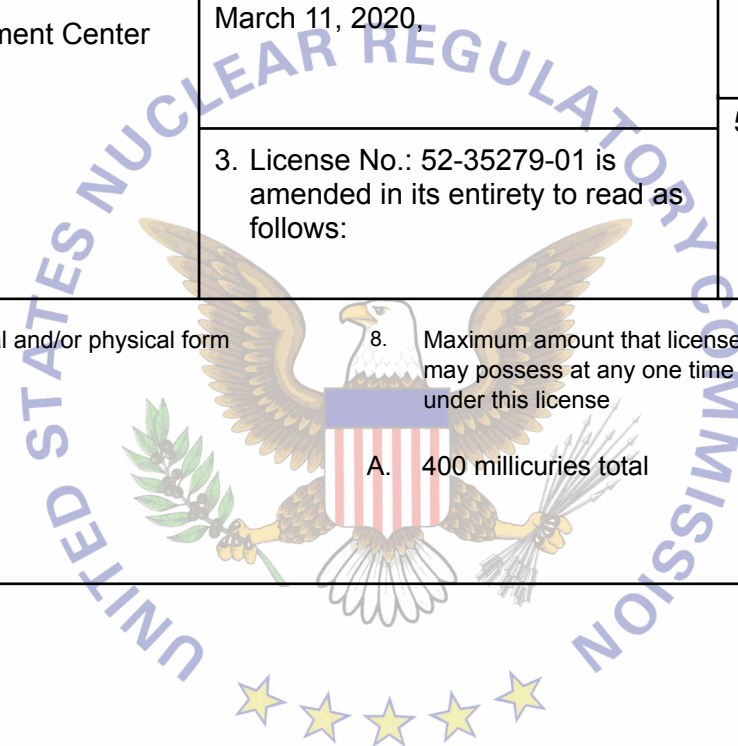 ment Center
March 11, 2020,
3. License No.: 52-35279-01 is
amended in its entirety to read as
follows:
5
l and/or physical form
8. Maximum amount that license
may possess at any one time
under this license
A. 400 millicuries total
UNITED STATES NUCLEAR REGULATORY COMMISSION